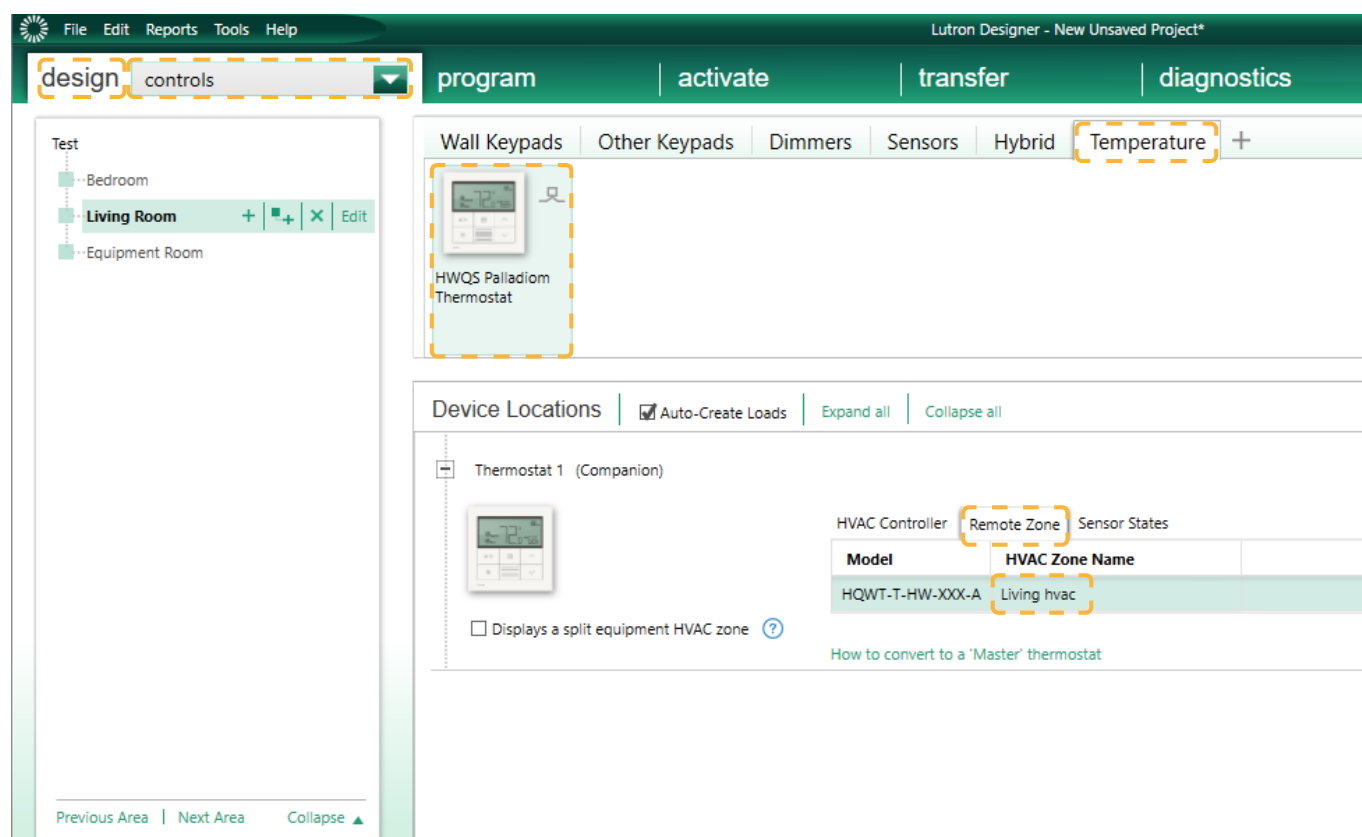 File Edit Reports Tools Help
Lutron Designer - New Unsaved Project*
design controls program activate transfer diagnostics
Test
Bedroom
Living Room + + × Edit
Equipment Room
Wall Keypads Other Keypads Dimmers Sensors Hybrid Temperature +
HWQS Palladiom
Thermostat
Device Locations Auto-Create Loads Expand all Collapse all
Thermostat 1 (Companion)
HVAC Controller Remote Zone Sensor States
Model HVAC Zone Name
HQWT-T-HW-XXX-A Living hvac
Displays a split equipment HVAC zone ?
How to convert to a 'Master' thermostat
Previous Area Next Area Collapse